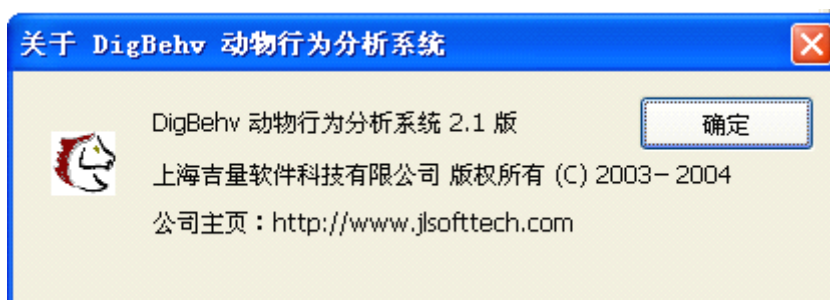 关于 DigBehv 动物行为分析系统
DigBehv 动物行为分析系统 2.1 版
确定
上海吉量软件科技有限公司 版权所有 (C) 2003-2004
公司主页：http://www.jlsofttech.com